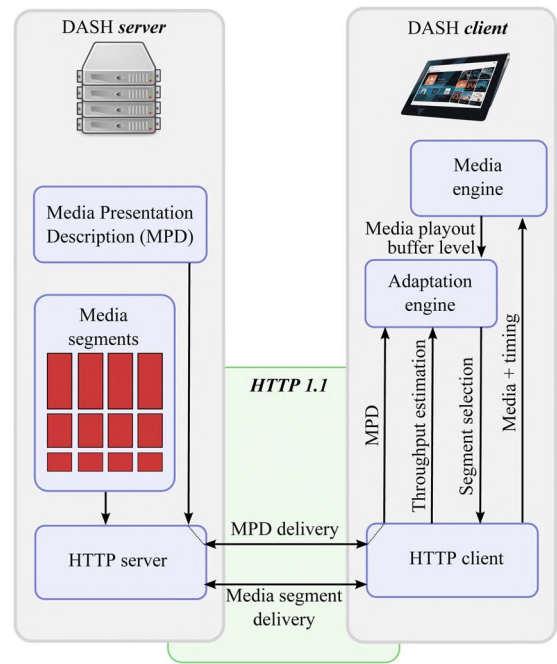 DASH server
DASH client
Media Presentation
Description (MPD)
Media
segments
HTTP server
HTTP 1.1
MPD delivery
Media segment
delivery
Media
engine
Media playout
buffer level
Adaptation
engine
MPD
Throughput estimation
Segment selection
Media + timing
HTTP client